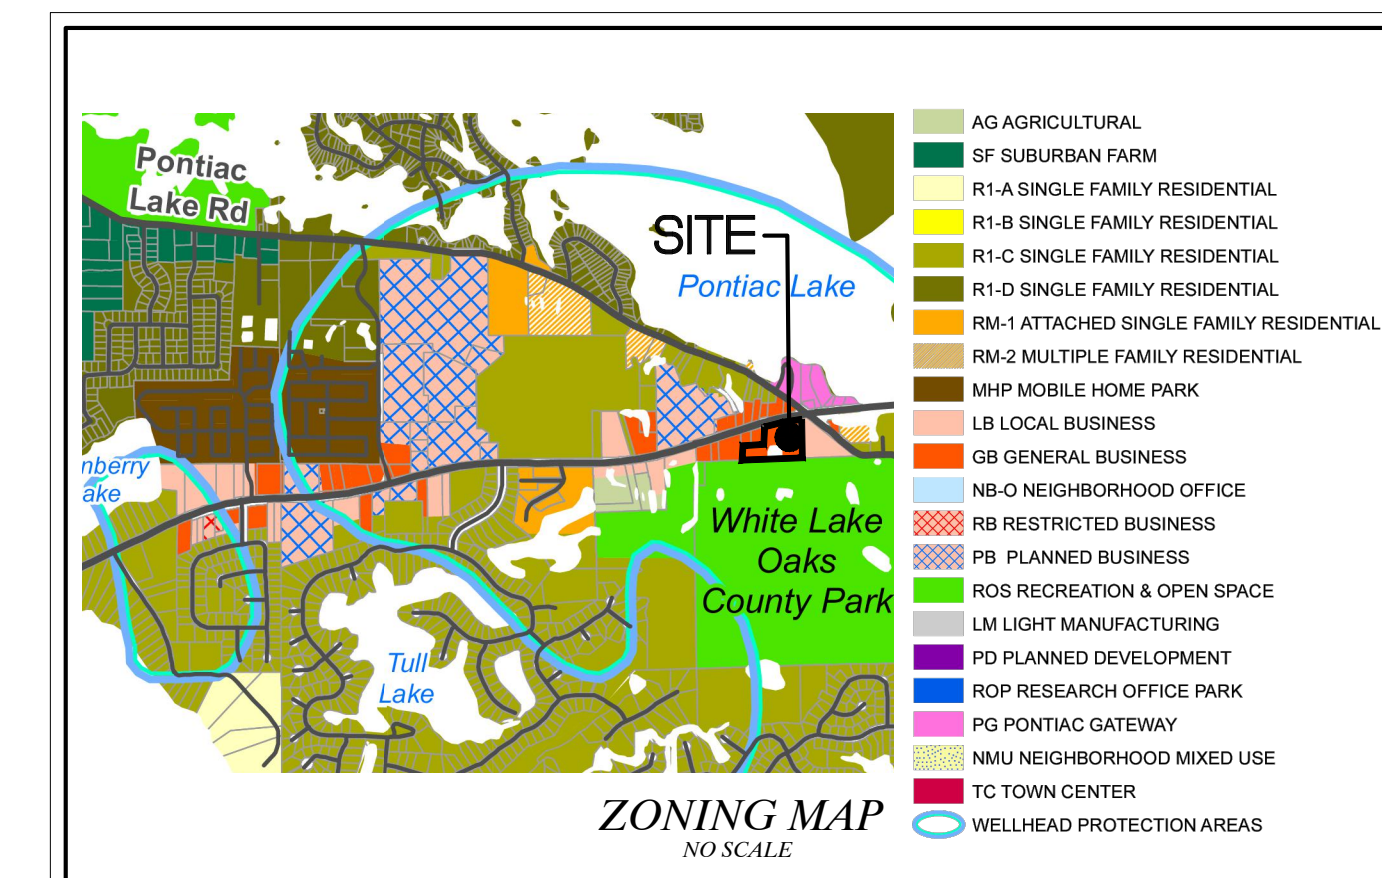 Pontiac
Lake Rd
SITE
Pontiac Lake
nberry
ake
White Lake
Oaks
County Park
Tull
Lake
AG AGRICULTURAL
SF SUBURBAN FARM
R1-A SINGLE FAMILY RESIDENTIAL
R1-B SINGLE FAMILY RESIDENTIAL
R1-C SINGLE FAMILY RESIDENTIAL
R1-D SINGLE FAMILY RESIDENTIAL
RM-1 ATTACHED SINGLE FAMILY RESIDENTIAL
RM-2 MULTIPLE FAMILY RESIDENTIAL
MHP MOBILE HOME PARK
LB LOCAL BUSINESS
GB GENERAL BUSINESS
NB-O NEIGHBORHOOD OFFICE
RB RESTRICTED BUSINESS
PB PLANNED BUSINESS
ROS RECREATION & OPEN SPACE
LM LIGHT MANUFACTURING
PD PLANNED DEVELOPMENT
ROP RESEARCH OFFICE PARK
PG PONTIAC GATEWAY
NMU NEIGHBORHOOD MIXED USE
TC TOWN CENTER
WELLHEAD PROTECTION AREAS
ZONING MAP
NO SCALE